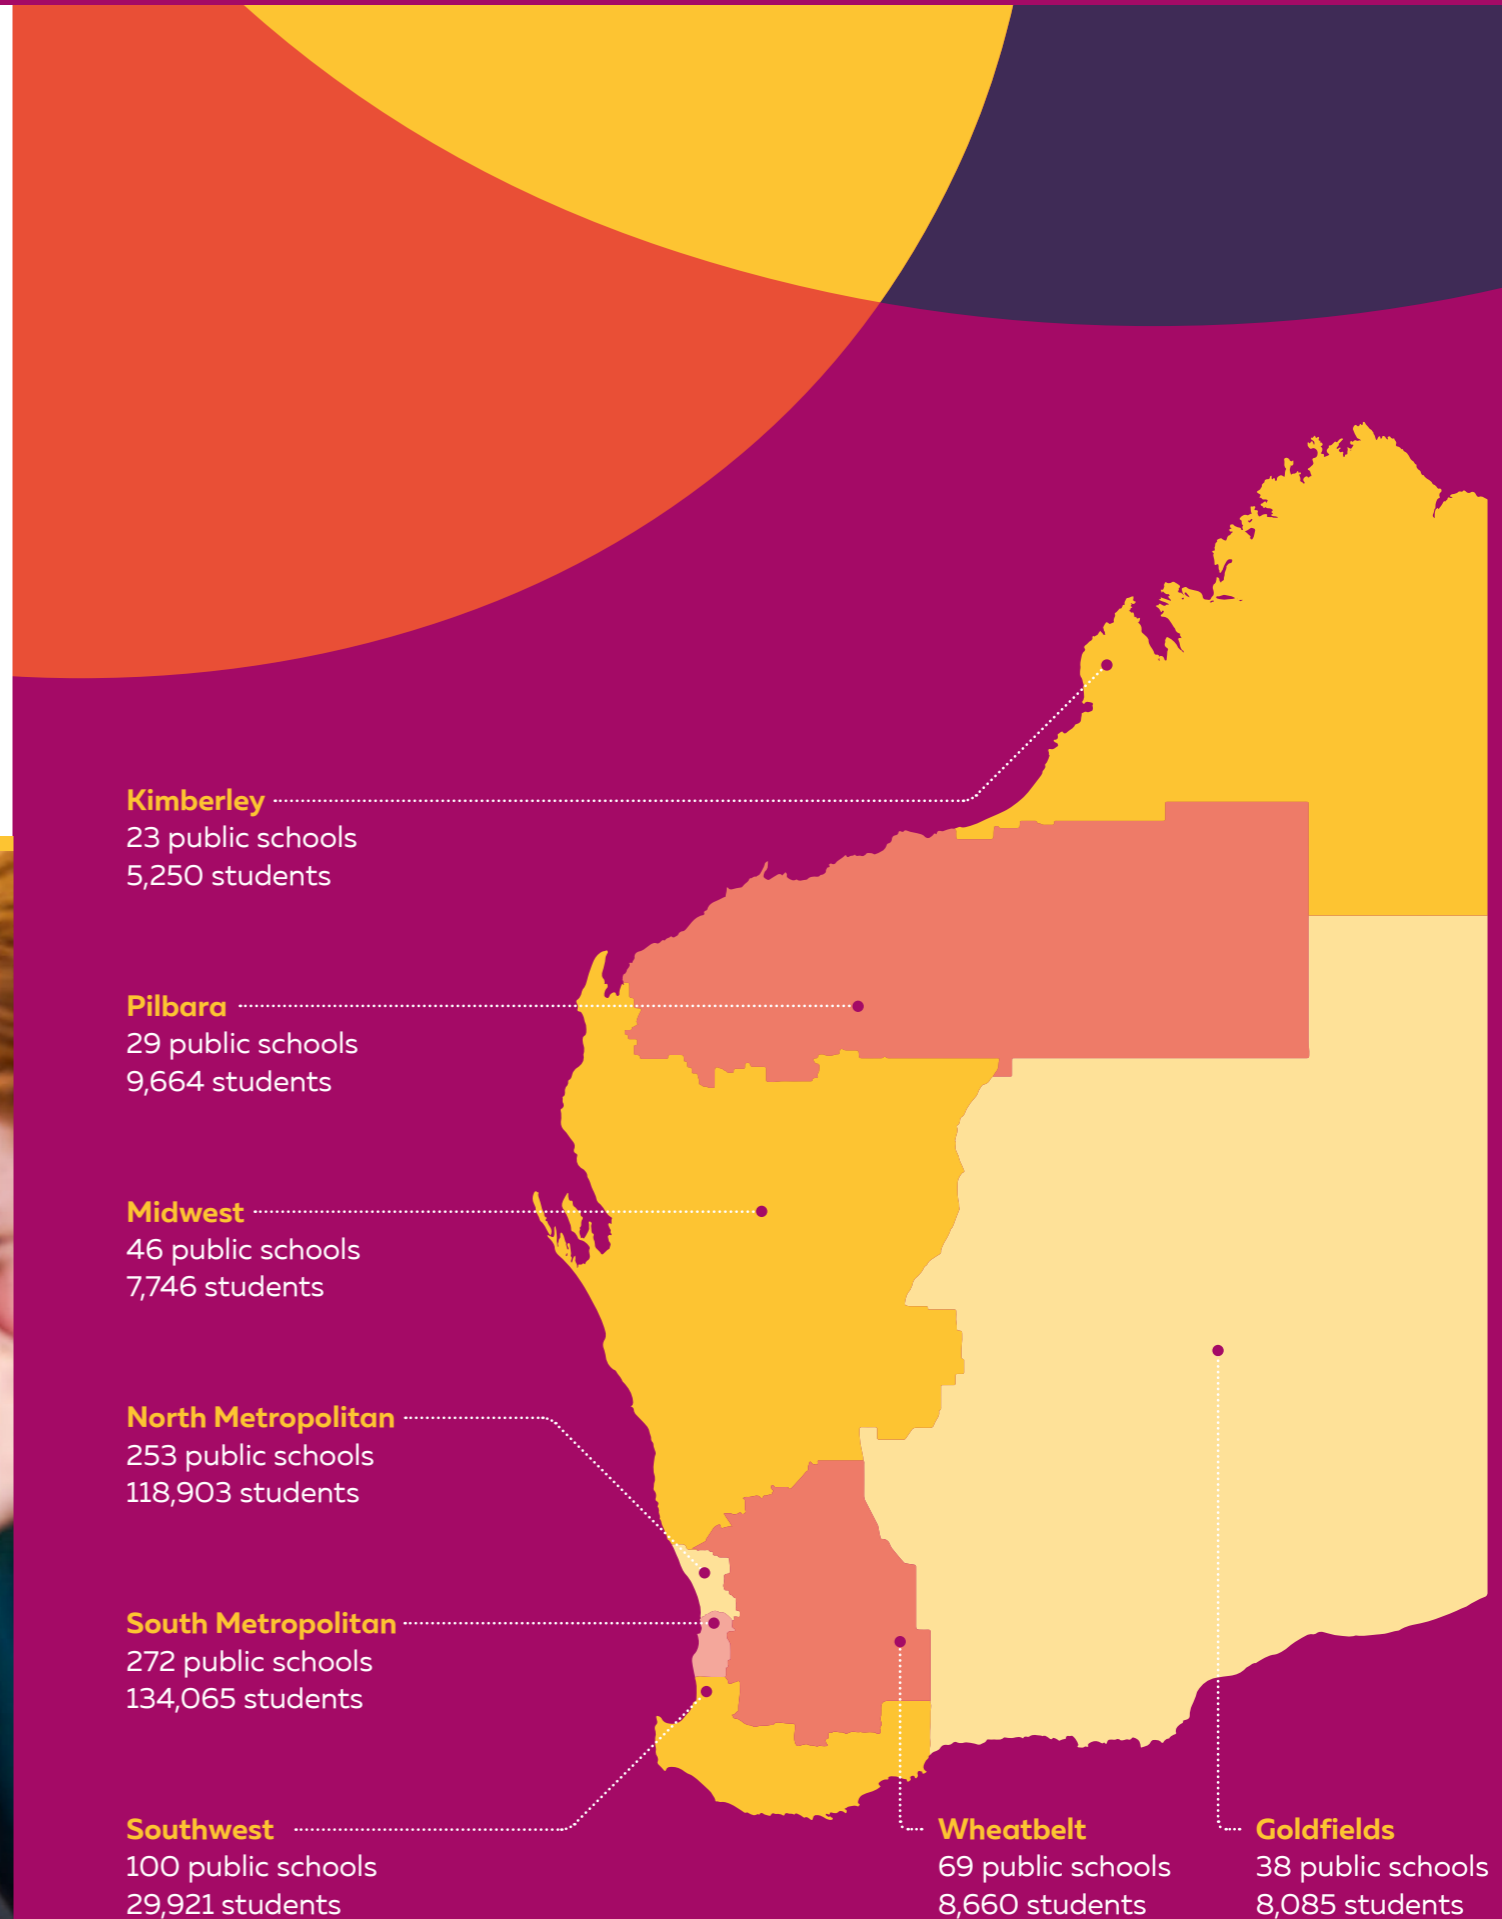 Kimberley
23 public schools
5,250 students
Pilbara
29 public schools
9,664 students
Midwest
46 public schools
7,746 students
North Metropolitan
253 public schools
118,903 students
South Metropolitan
272 public schools
134,065 students
Southwest
100 public schools
29,921 students
Wheatbelt
69 public schools
8,660 students
Goldfields
38 public schools
8,085 students